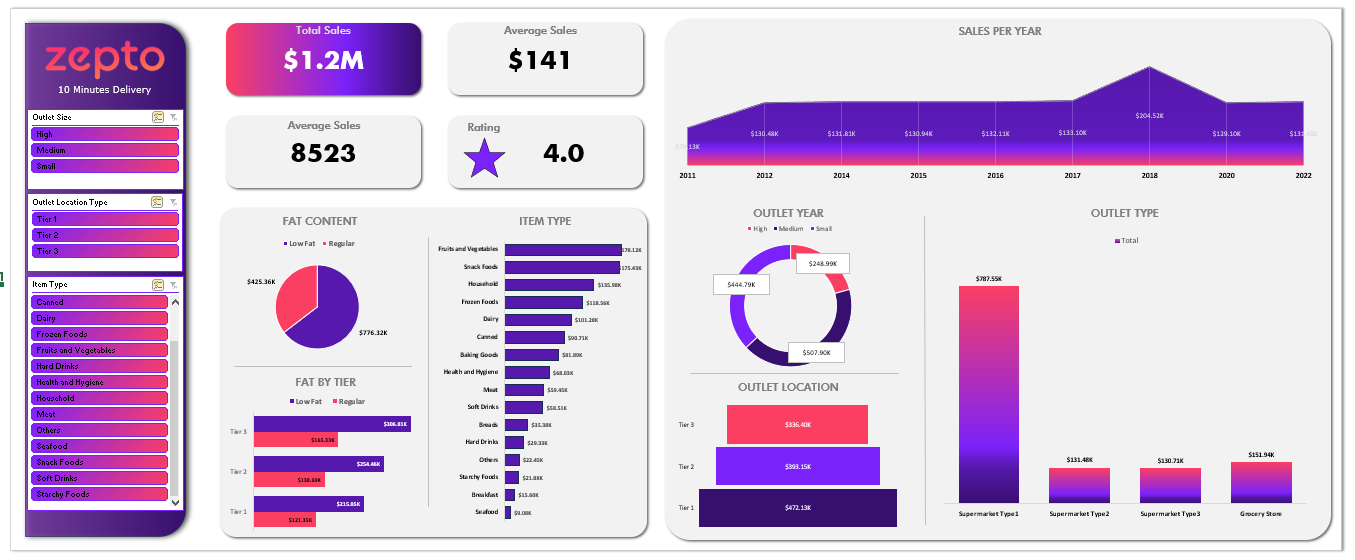 zepto
10 Minutes Delivery
Outlet Size
High
Medium
Small
Outlet Location Type
Tier 1
Tier 2
Tier 3
Item Type
Canned
Dairy
Frozen Foods
Fruits and Vegetables
Hard Drinks
Health and Hygiene
Household
Meat
Others
Seafood
Snack Foods
Soft Drinks
Starchy Foods
Total Sales
$1.2M
Average Sales
$141
Average Sales
8523
Rating
4.0
FAT CONTENT
Low Fat Regular
$425.36K
$776.32K
FAT BY TIER
Low Fat Regular
Tier 3
$306.81K
$165.33K
Tier 2
$254.46K
$138.69K
Tier 1
$215.05K
$121.35K
ITEM TYPE
Fruits and Vegetables $178.12K
Snack Foods $175.43K
Household $135.98K
Frozen Foods $118.56K
Dairy $101.28K
Canned $90.71K
Baking Goods $81.89K
Health and Hygiene $68.03K
Meat $59.45K
Soft Drinks $58.51K
Breads $35.38K
Hard Drinks $29.33K
Others $22.45K
Starchy Foods $21.88K
Breakfast $15.60K
Seafood $9.08K
SALES PER YEAR
$130.48K
$131.81K
$130.94K
$132.11K
$133.10K
$204.52K
$129.10K
2011 2012 2014 2015 2016 2017 2018 2020 2022
OUTLET YEAR
High Medium Small
$248.99K
$444.79K
$507.90K
OUTLET LOCATION
Tier 3 $336.40K
Tier 2 $393.15K
Tier 1 $472.13K
OUTLET TYPE
Total
$787.55K
$131.48K
$130.71K
$151.94K
Supermarket Type1 Supermarket Type2 Supermarket Type3 Grocery Store